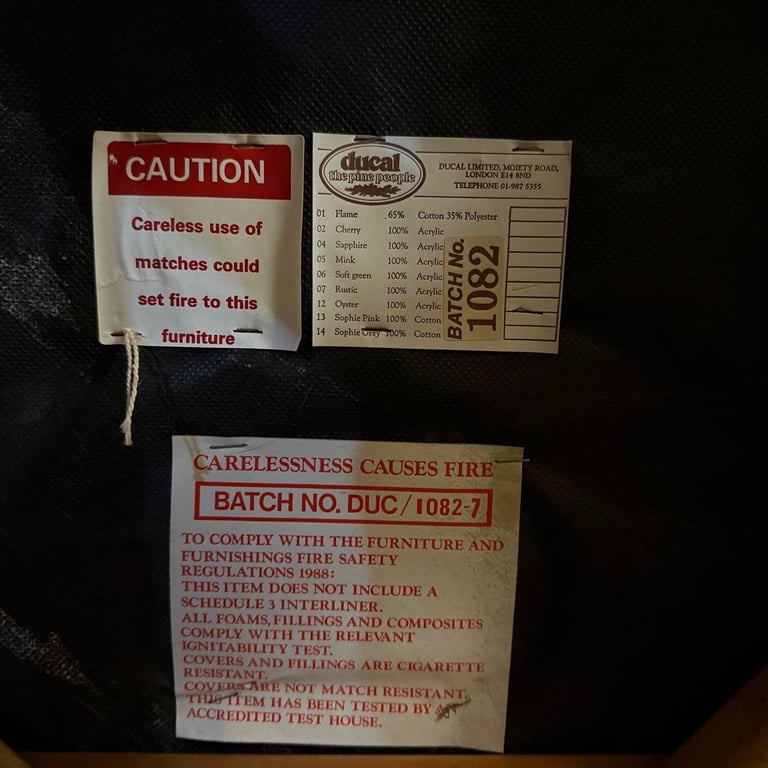 CAUTION
Careless use of
matches could
set fire to this
furniture
ducal
the pine people
DUCAL LIMITED, MOIETY ROAD,
LONDON E14 8ND
TELEPHONE 01-987 5355
01 Flame 65% Cotton 35% Polyester
02 Cherry 100% Acrylic
04 Sapphire 100% Acrylic
05 Mink 100% Acrylic
06 Soft green 100% Acrylic
07 Rustic 100% Acrylic
12 Oyster 100% Acrylic
13 Sophie Pink 100% Cotton
14 Sophie Grey 100% Cotton
BATCH No.
1082
CARELESSNESS CAUSES FIRE
BATCH NO. DUC/1082-7
TO COMPLY WITH THE FURNITURE AND
FURNISHINGS FIRE SAFETY
REGULATIONS 1988:
THIS ITEM DOES NOT INCLUDE A
SCHEDULE 3 INTERLINER.
ALL FOAMS, FILLINGS AND COMPOSITES
COMPLY WITH THE RELEVANT
IGNITABILITY TEST.
COVERS AND FILLINGS ARE CIGARETTE
RESISTANT.
COVERS ARE NOT MATCH RESISTANT.
THIS ITEM HAS BEEN TESTED BY
ACCREDITED TEST HOUSE.